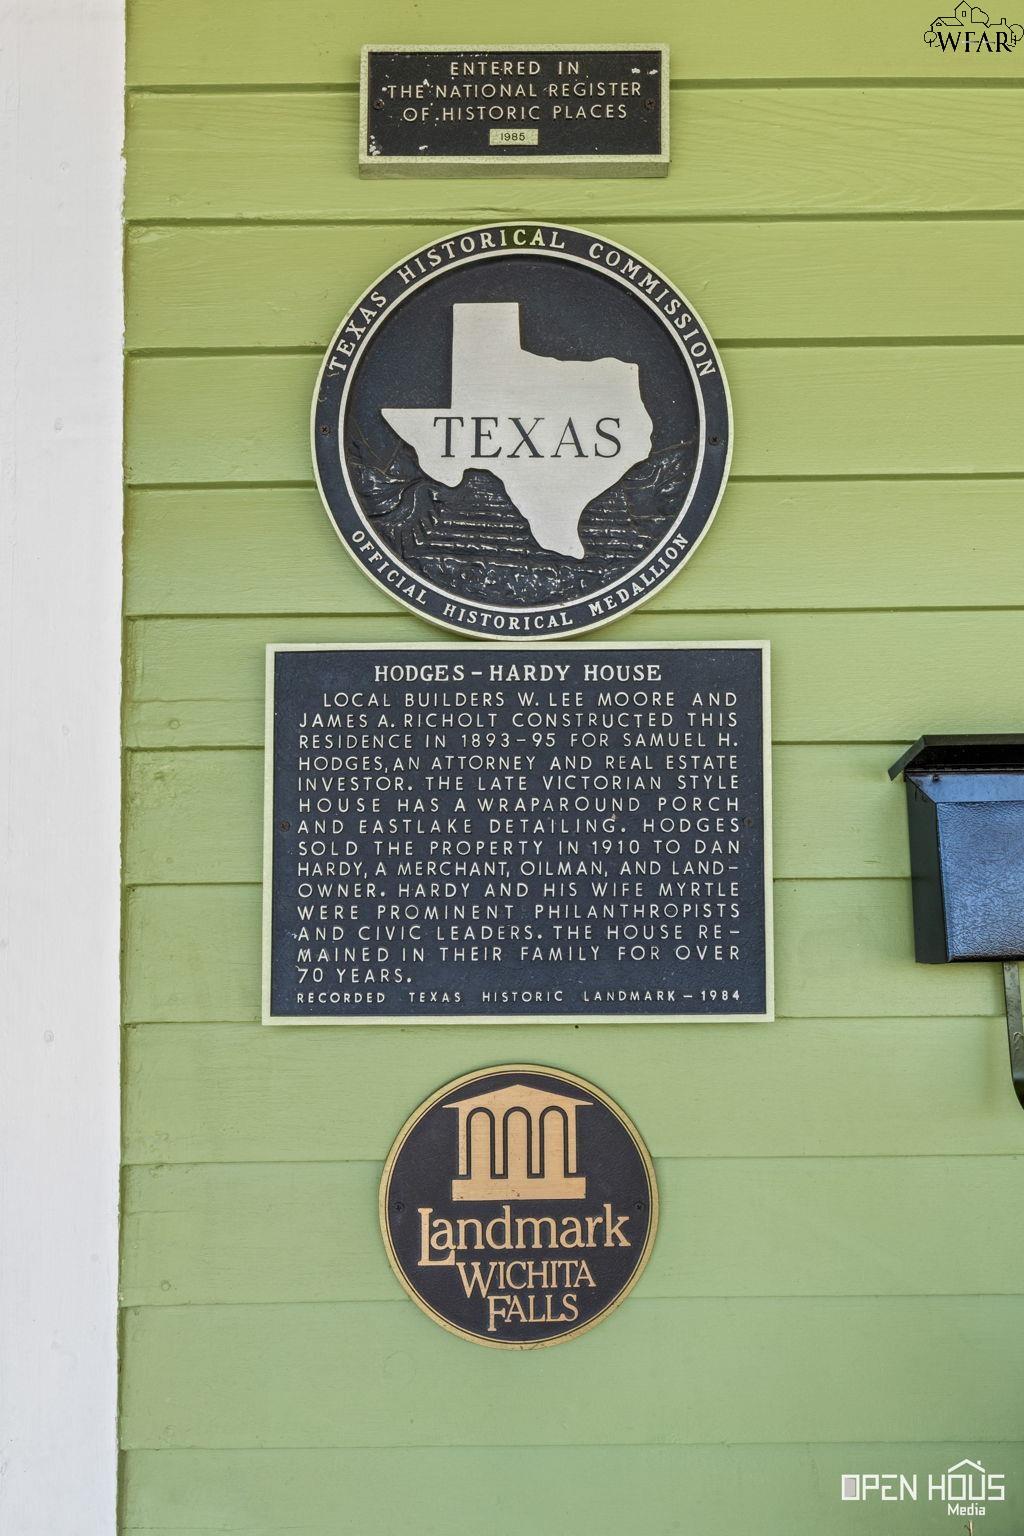 WFAR
ENTERED IN
THE NATIONAL REGISTER
OF HISTORIC PLACES
1985
TEXAS HISTORICAL COMMISSION
TEXAS
OFFICIAL HISTORICAL MEDALLION
HODGES-HARDY HOUSE
LOCAL BUILDERS W. LEE MOORE AND
JAMES A. RICHOLT CONSTRUCTED THIS
RESIDENCE IN 1893-95 FOR SAMUEL H.
HODGES, AN ATTORNEY AND REAL ESTATE
INVESTOR. THE LATE VICTORIAN STYLE
HOUSE HAS A WRAPAROUND PORCH
AND EASTLAKE DETAILING. HODGES
SOLD THE PROPERTY IN 1910 TO DAN
HARDY, A MERCHANT, OILMAN, AND LAND-
OWNER. HARDY AND HIS WIFE MYRTLE
WERE PROMINENT PHILANTHROPISTS
AND CIVIC LEADERS. THE HOUSE RE-
MAINED IN THEIR FAMILY FOR OVER
70 YEARS.
RECORDED TEXAS HISTORIC LANDMARK-1984
Landmark
WICHITA
FALLS
OPEN HOUS
Media